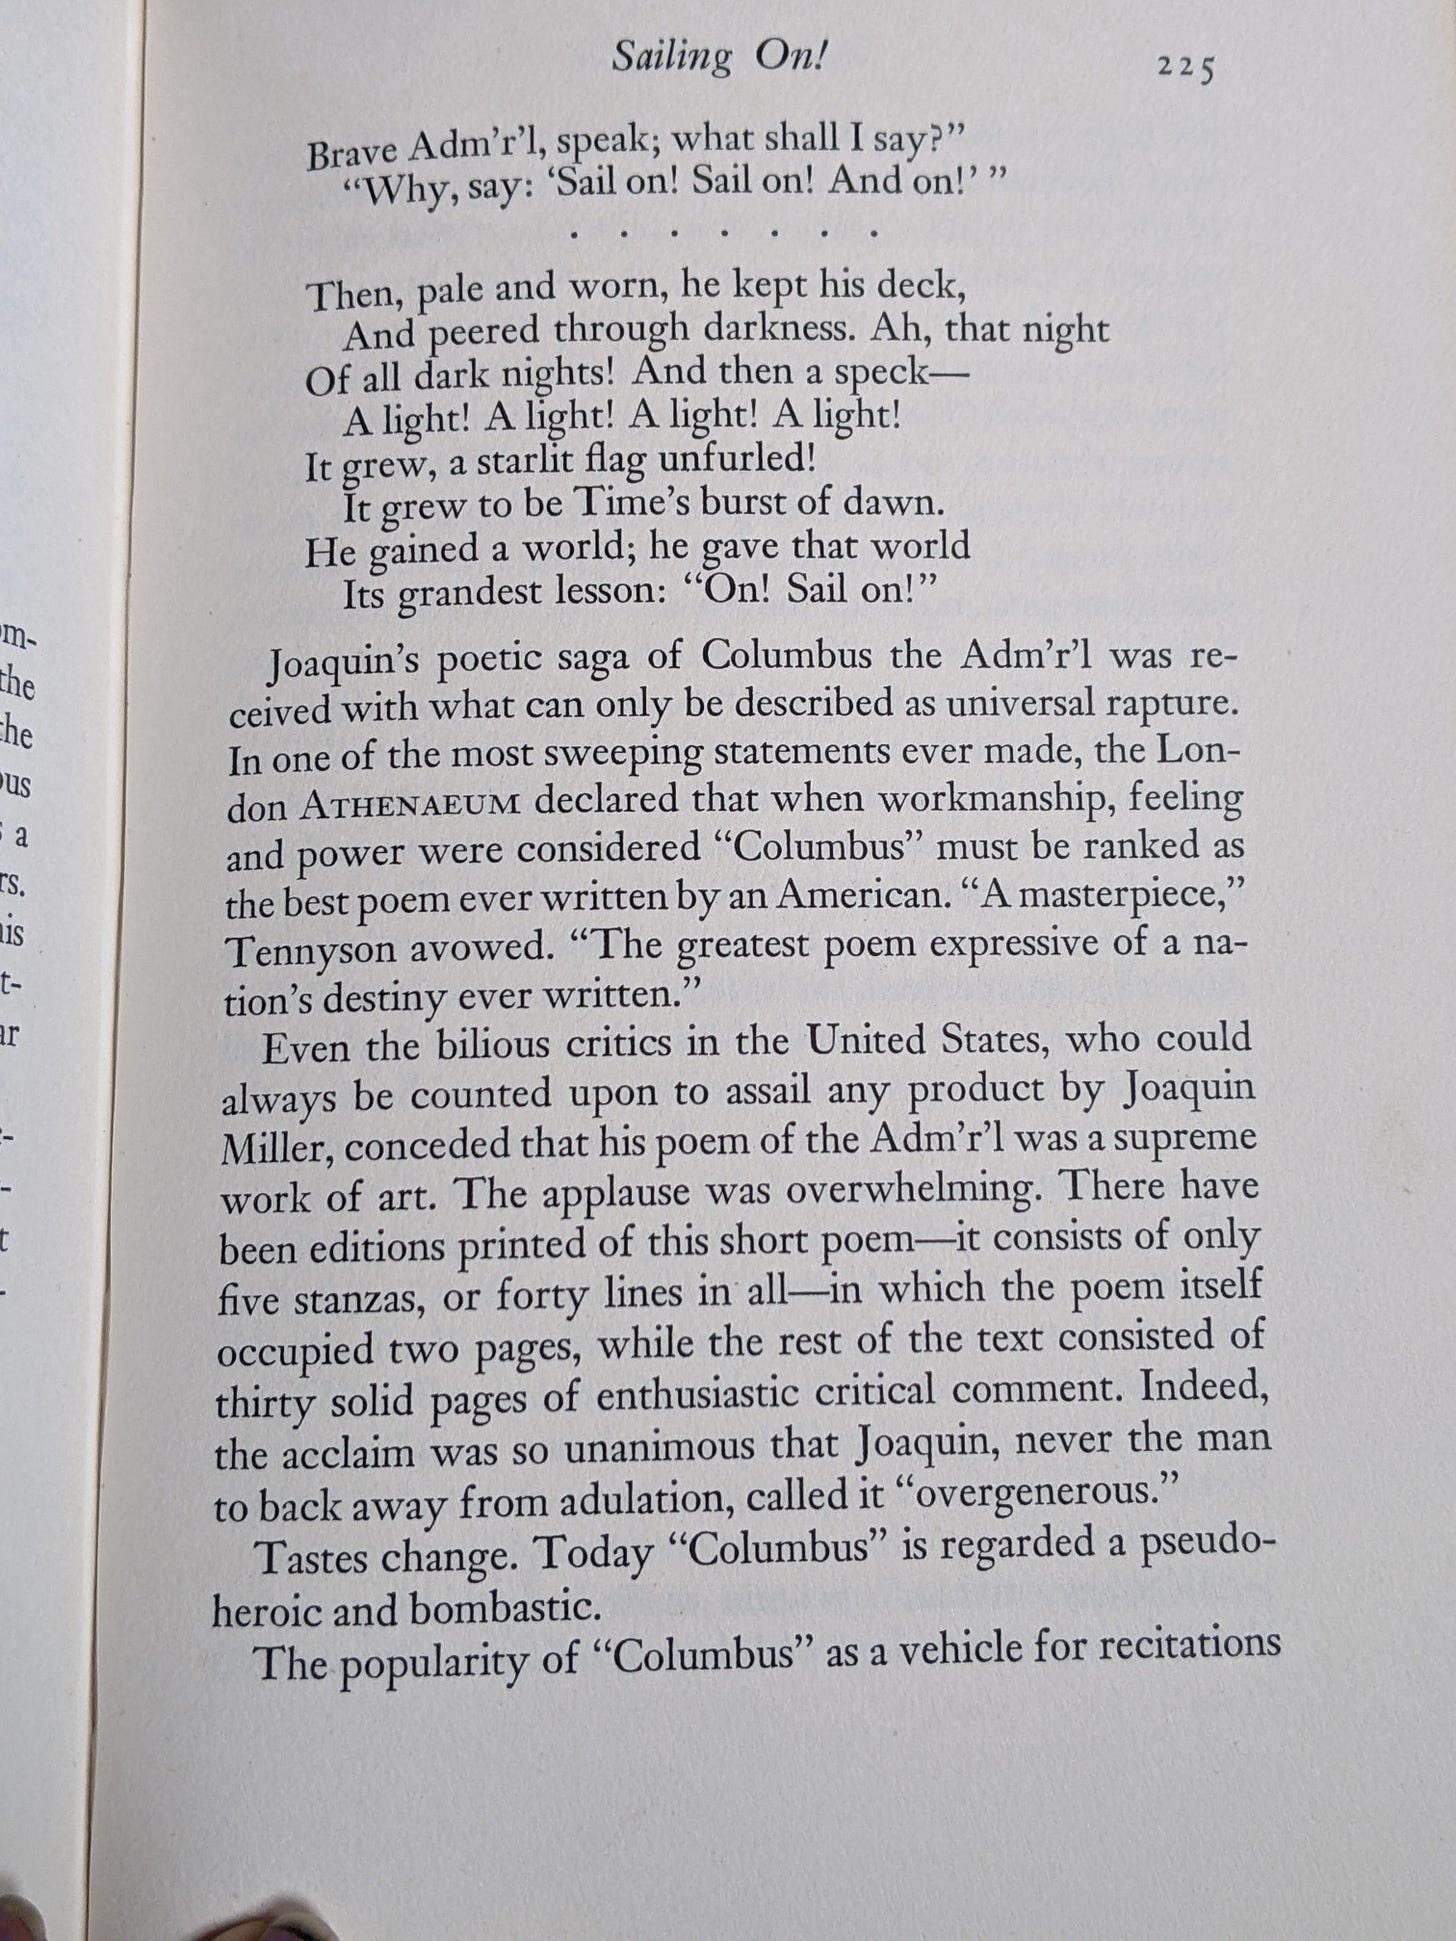 Sailing On! 225
Brave Adm'r'l, speak; what shall I say?"
"Why, say: 'Sail on! Sail on! And on!' "
. . . . . . .
Then, pale and worn, he kept his deck,
And peered through darkness. Ah, that night
Of all dark nights! And then a speck—
A light! A light! A light! A light!
It grew, a starlit flag unfurled!
It grew to be Time's burst of dawn.
He gained a world; he gave that world
Its grandest lesson: "On! Sail on!"
Joaquin's poetic saga of Columbus the Adm'r'l was re-
ceived with what can only be described as universal rapture.
In one of the most sweeping statements ever made, the Lon-
don ATHENAEUM declared that when workmanship, feeling
and power were considered "Columbus" must be ranked as
the best poem ever written by an American. "A masterpiece,"
Tennyson avowed. "The greatest poem expressive of a na-
tion's destiny ever written."
Even the bilious critics in the United States, who could
always be counted upon to assail any product by Joaquin
Miller, conceded that his poem of the Adm'r'l was a supreme
work of art. The applause was overwhelming. There have
been editions printed of this short poem—it consists of only
five stanzas, or forty lines in all—in which the poem itself
occupied two pages, while the rest of the text consisted of
thirty solid pages of enthusiastic critical comment. Indeed,
the acclaim was so unanimous that Joaquin, never the man
to back away from adulation, called it "overgenerous."
Tastes change. Today "Columbus" is regarded a pseudo-
heroic and bombastic.
The popularity of "Columbus" as a vehicle for recitations